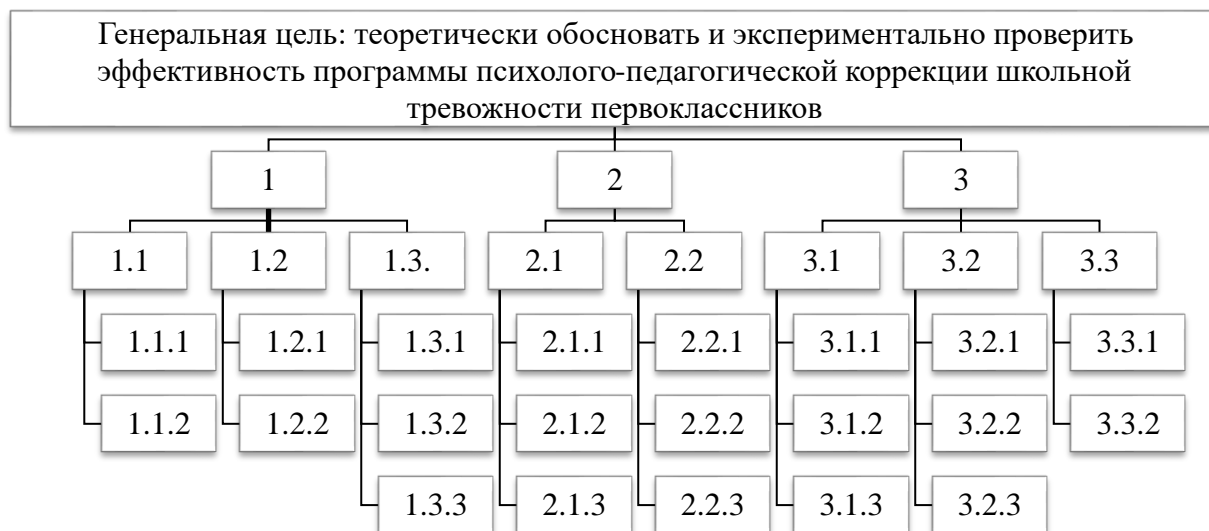 Генеральная цель: теоретически обосновать и экспериментально проверить
эффективность программы психолого-педагогической коррекции школьной
тревожности первоклассников
1 2 3
1.1 1.2 1.3. 2.1 2.2 3.1 3.2 3.3
1.1.1 1.2.1 1.3.1 2.1.1 2.2.1 3.1.1 3.2.1 3.3.1
1.1.2 1.2.2 1.3.2 2.1.2 2.2.2 3.1.2 3.2.2 3.3.2
1.3.3 2.1.3 2.2.3 3.1.3 3.2.3